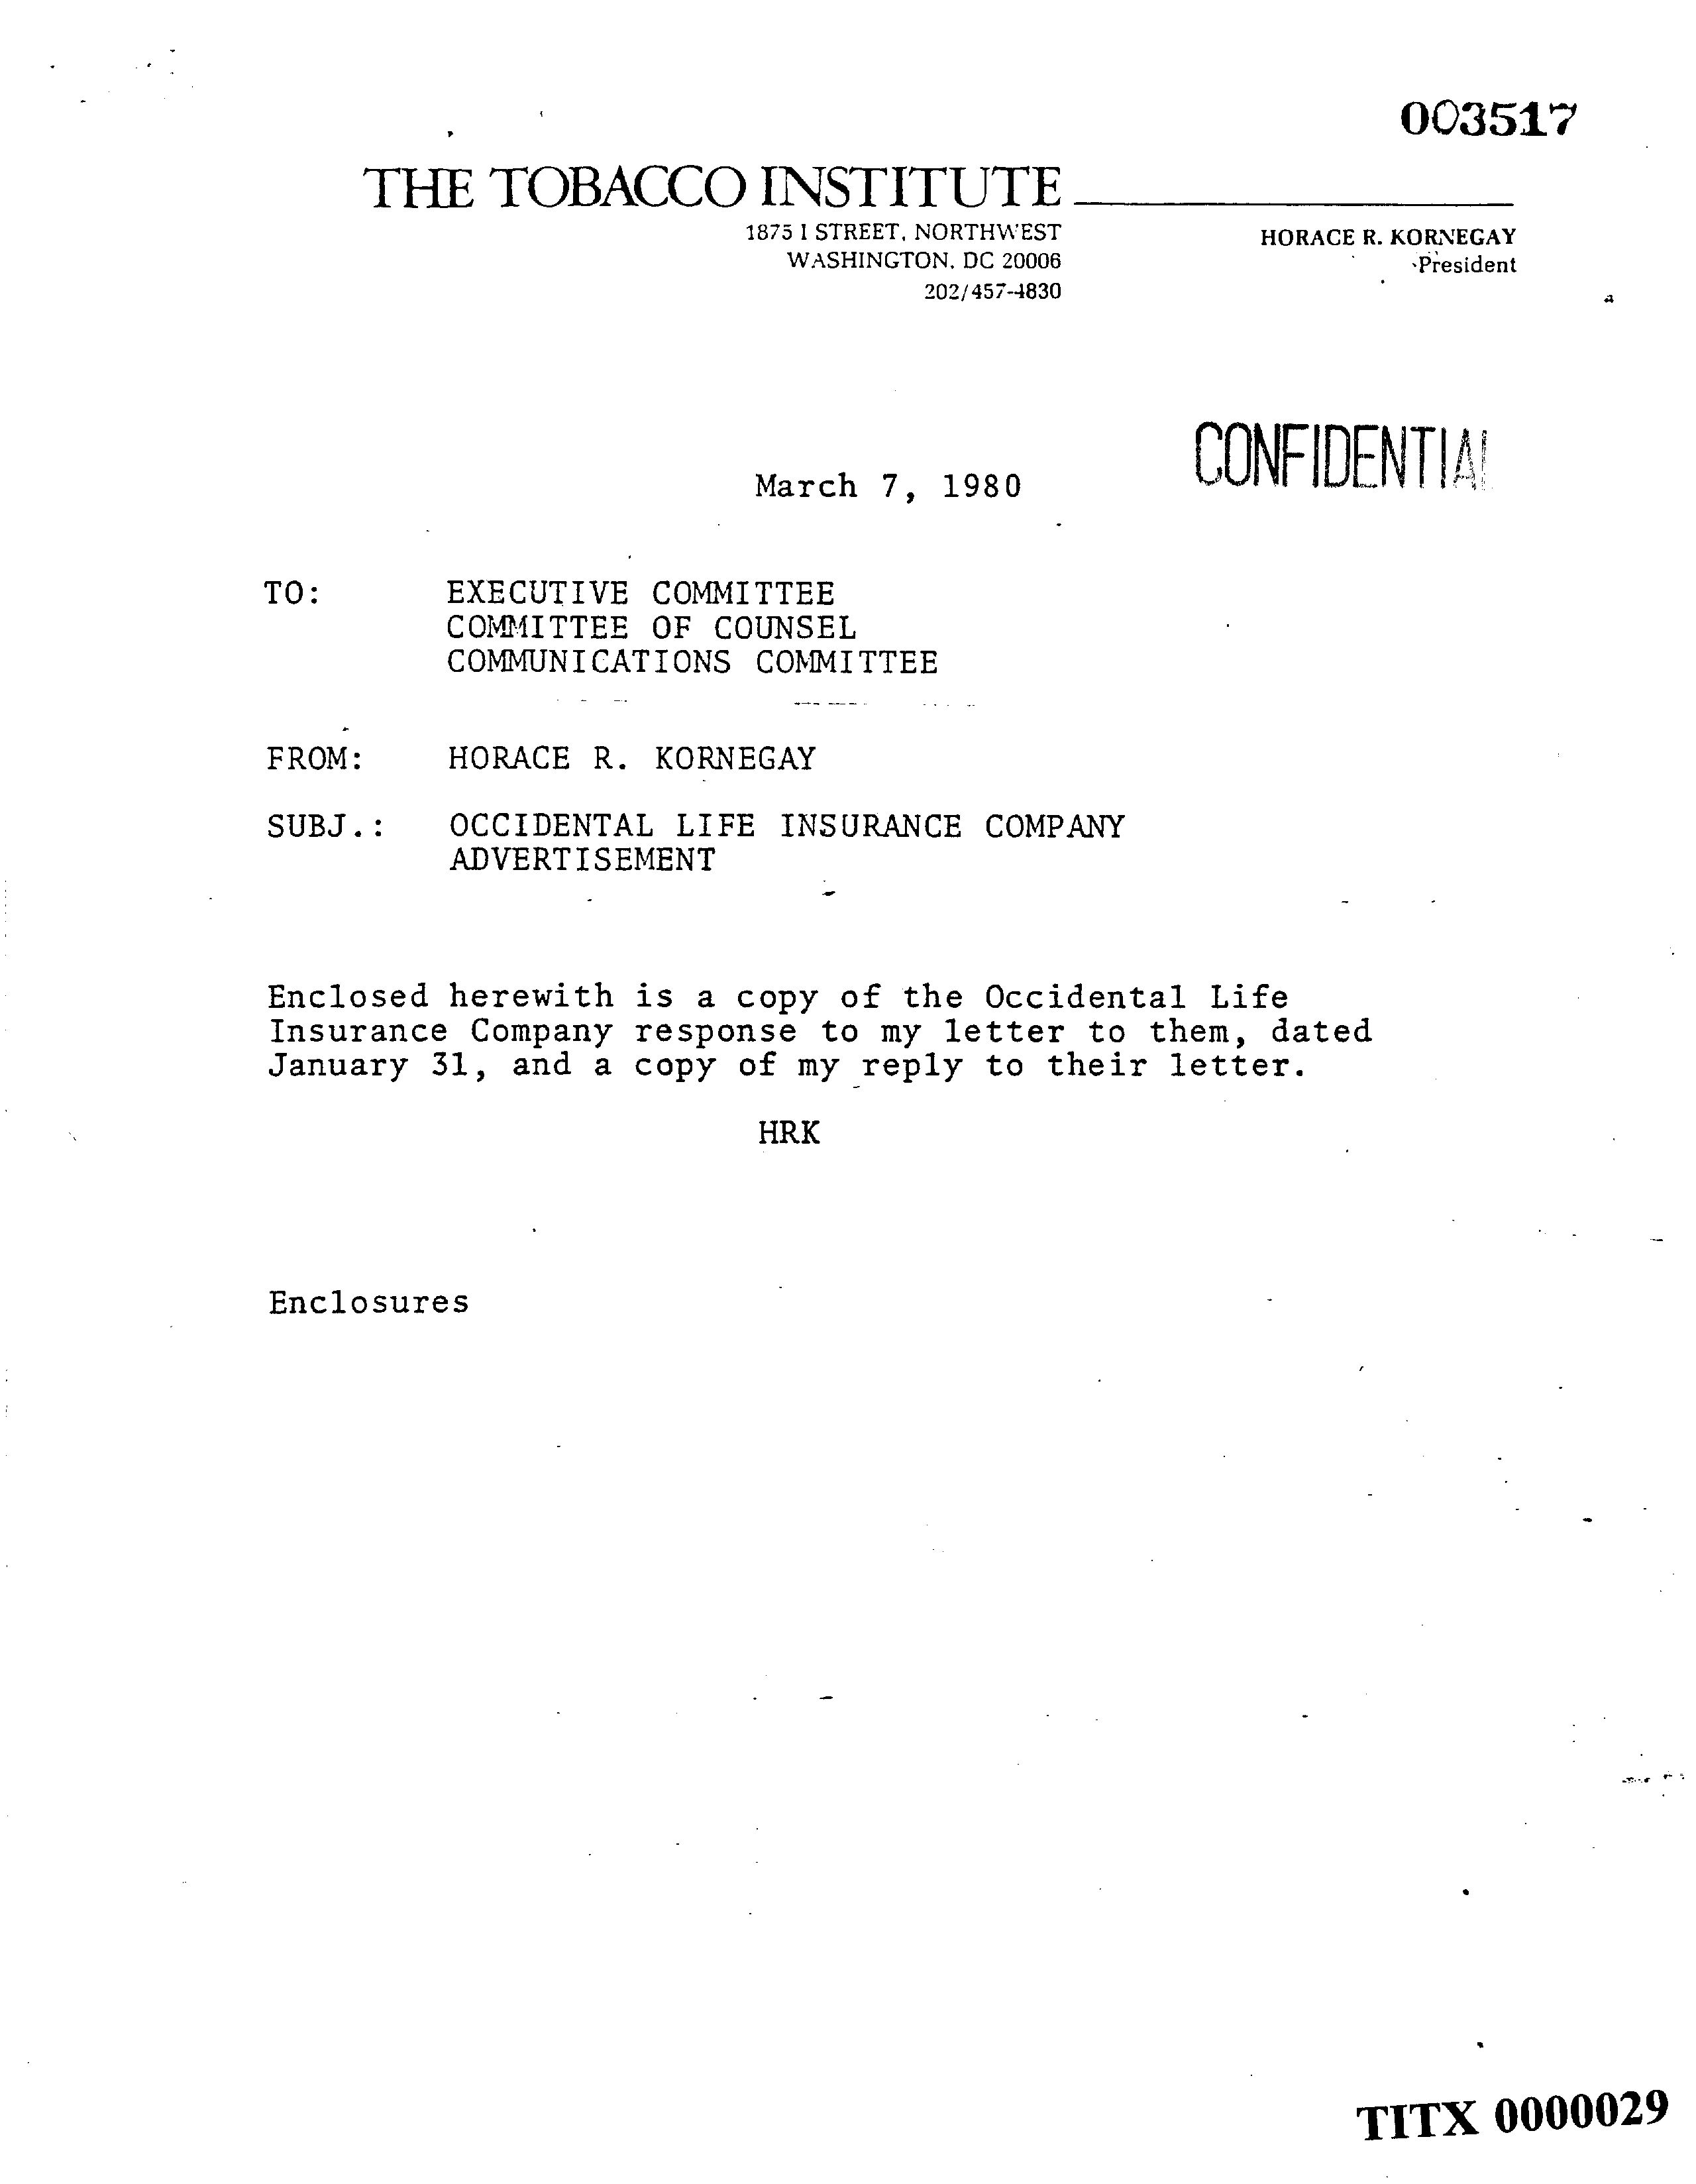 003517
THE TOBACCO INSTITUTE
1875 I STREET, NORTHWEST
WASHINGTON, DC 20006
202/457-4830
HORACE R. KORNEGAY
President
CONFIDENTIAL
March 7, 1980
TO: EXECUTIVE COMMITTEE
COMMITTEE OF COUNSEL
COMMUNICATIONS COMMITTEE
FROM: HORACE R. KORNEGAY
SUBJ.: OCCIDENTAL LIFE INSURANCE COMPANY
ADVERTISEMENT
Enclosed herewith is a copy of the Occidental Life
Insurance Company response to my letter to them, dated
January 31, and a copy of my reply to their letter.
HRK
Enclosures
TITX 0000029